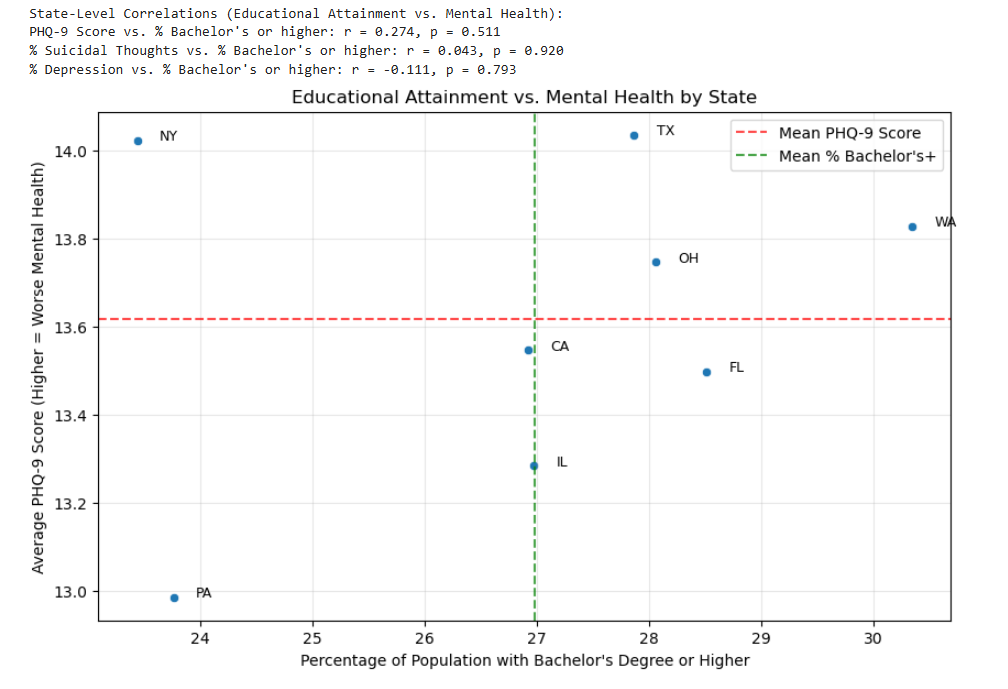 State-Level Correlations (Educational Attainment vs. Mental Health):
PHQ-9 Score vs. % Bachelor's or higher: r = 0.274, p = 0.511
% Suicidal Thoughts vs. % Bachelor's or higher: r = 0.043, p = 0.920
% Depression vs. % Bachelor's or higher: r = -0.111, p = 0.793
Educational Attainment vs. Mental Health by State
Mean PHQ-9 Score
Mean % Bachelor's+
NY
TX
WA
OH
CA
FL
IL
PA
Average PHQ-9 Score (Higher = Worse Mental Health)
14.0
13.8
13.6
13.4
13.2
13.0
24
25
26
27
28
29
30
Percentage of Population with Bachelor's Degree or Higher